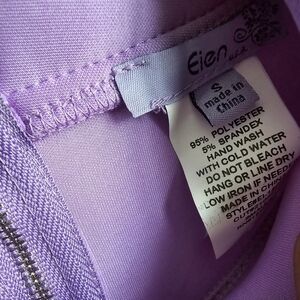 Eien
S
made in
China
95% POLYESTER
5% SPANDEX
HAND WASH
WITH COLD WATER
DO NOT BLEACH
HANG OR LINE DRY
LOW IRON IF NEED
MADE IN CHINA